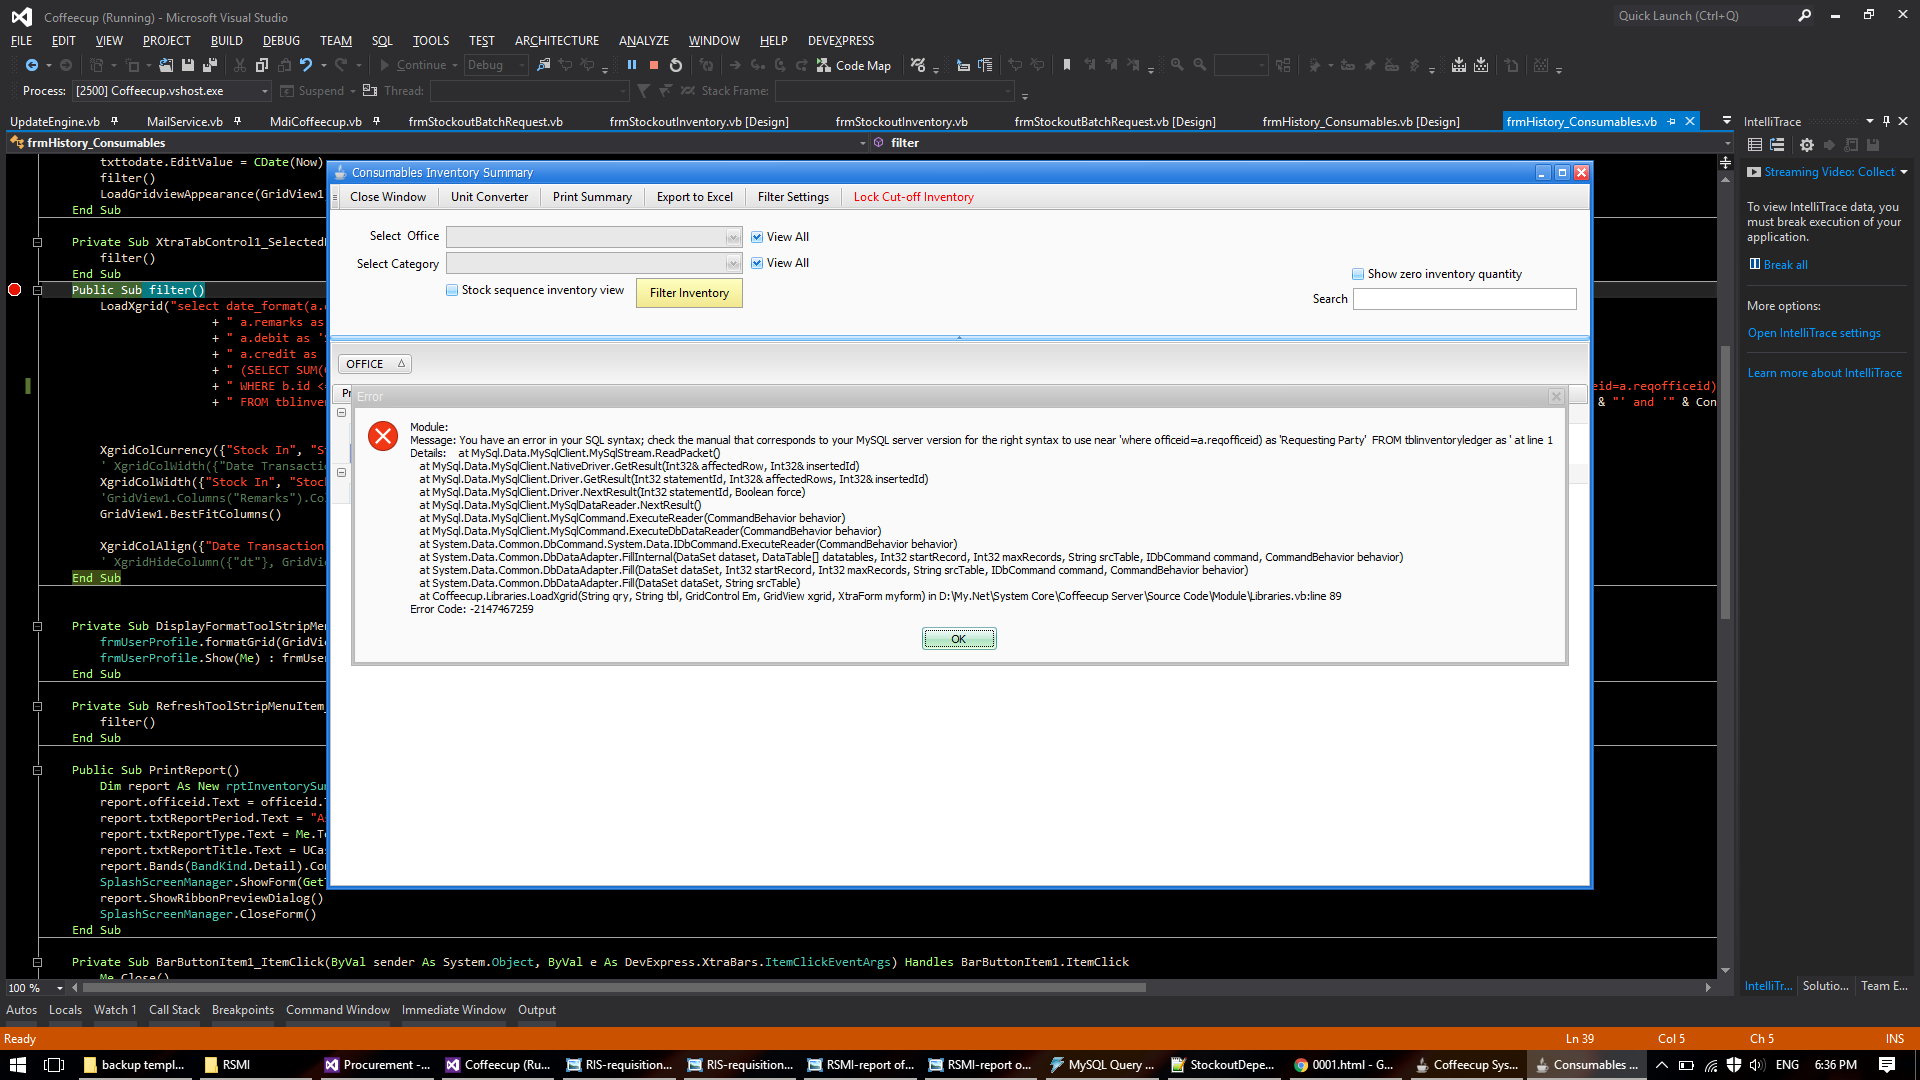 Coffeecup (Running) - Microsoft Visual Studio
Quick Launch (Ctrl+Q)
FILE EDIT VIEW PROJECT BUILD DEBUG TEAM SQL TOOLS TEST ARCHITECTURE ANALYZE WINDOW HELP DEVEXPRESS
Continue Debug Code Map
Process: [2500] Coffeecup.vshost.exe Suspend Thread: Stack Frame:
UpdateEngine.vb MailService.vb MdiCoffeecup.vb frmStockoutBatchRequest.vb frmStockoutInventory.vb [Design] frmStockoutInventory.vb frmStockoutBatchRequest.vb [Design] frmHistory_Consumables.vb [Design] frmHistory_Consumables.vb
frmHistory_Consumables filter
txttodate.EditValue = CDate(Now)
filter()
LoadGridviewAppearance(GridView1
End Sub
Private Sub XtraTabControl1_Selected
filter()
End Sub
Public Sub filter()
LoadXgrid("select date_format(a.
+ " a.remarks as
+ " a.debit as '
+ " a.credit as
+ " (SELECT SUM(
+ " WHERE b.id <
+ " FROM tblinve
eid=a.reqofficeid)
& "' and '" & Con
XgridColCurrency({"Stock In", "S
' XgridColWidth({"Date Transac
XgridColWidth({"Stock In", "Stoc
'GridView1.Columns("Remarks").Co
GridView1.BestFitColumns()
XgridColAlign({"Date Transaction
' XgridHideColumn({"dt"}, GridVi
End Sub
Private Sub DisplayFormatToolStripMe
frmUserProfile.formatGrid(GridVi
frmUserProfile.Show(Me) : frmUse
End Sub
Private Sub RefreshToolStripMenuItem_
filter()
End Sub
Public Sub PrintReport()
Dim report As New rptInventorySu
report.officeid.Text = officeid.
report.txtReportPeriod.Text = "A
report.txtReportType.Text = Me.T
report.txtReportTitle.Text = UCa
report.Bands(BandKind.Detail).Co
SplashScreenManager.ShowForm(Get
report.ShowRibbonPreviewDialog()
SplashScreenManager.CloseForm()
End Sub
Private Sub BarButtonItem1_ItemClick(ByVal sender As System.Object, ByVal e As DevExpress.XtraBars.ItemClickEventArgs) Handles BarButtonItem1.ItemClick
Me.Close()
Consumables Inventory Summary
Close Window Unit Converter Print Summary Export to Excel Filter Settings Lock Cut-off Inventory
Select Office View All
Select Category View All
Stock sequence inventory view Filter Inventory
Show zero inventory quantity
Search
OFFICE
Pr
Error
Module:
Message: You have an error in your SQL syntax; check the manual that corresponds to your MySQL server version for the right syntax to use near 'where officeid=a.reqofficeid) as 'Requesting Party'  FROM tblinventoryledger as ' at line 1
Details:    at MySql.Data.MySqlClient.MySqlStream.ReadPacket()
at MySql.Data.MySqlClient.NativeDriver.GetResult(Int32& affectedRow, Int32& insertedId)
at MySql.Data.MySqlClient.Driver.GetResult(Int32 statementId, Int32& affectedRows, Int32& insertedId)
at MySql.Data.MySqlClient.Driver.NextResult(Int32 statementId, Boolean force)
at MySql.Data.MySqlClient.MySqlDataReader.NextResult()
at MySql.Data.MySqlClient.MySqlCommand.ExecuteReader(CommandBehavior behavior)
at MySql.Data.MySqlClient.MySqlCommand.ExecuteDbDataReader(CommandBehavior behavior)
at System.Data.Common.DbCommand.System.Data.IDbCommand.ExecuteReader(CommandBehavior behavior)
at System.Data.Common.DbDataAdapter.FillInternal(DataSet dataset, DataTable[] datatables, Int32 startRecord, Int32 maxRecords, String srcTable, IDbCommand command, CommandBehavior behavior)
at System.Data.Common.DbDataAdapter.Fill(DataSet dataSet, Int32 startRecord, Int32 maxRecords, String srcTable, IDbCommand command, CommandBehavior behavior)
at System.Data.Common.DbDataAdapter.Fill(DataSet dataSet, String srcTable)
at Coffeecup.Libraries.LoadXgrid(String qry, String tbl, GridControl Em, GridView xgrid, XtraForm myform) in D:\My.Net\System Core\Coffeecup Server\Source Code\Module\Libraries.vb:line 89
Error Code: -2147467259
OK
IntelliTrace
Streaming Video: Collect
To view IntelliTrace data, you
must break execution of your
application.
Break all
More options:
Open IntelliTrace settings
Learn more about IntelliTrace
IntelliTr... Solutio... Team E...
100 %
Autos Locals Watch 1 Call Stack Breakpoints Command Window Immediate Window Output
Ready Ln 39 Col 5 Ch 5 INS
backup templ... RSMI Procurement -... Coffeecup (Ru... RIS-requisition... RIS-requisition... RSMI-report of... RSMI-report o... MySQL Query ... StockoutDepe... 0001.html - G... Coffeecup Sys... Consumables ... ENG 6:36 PM